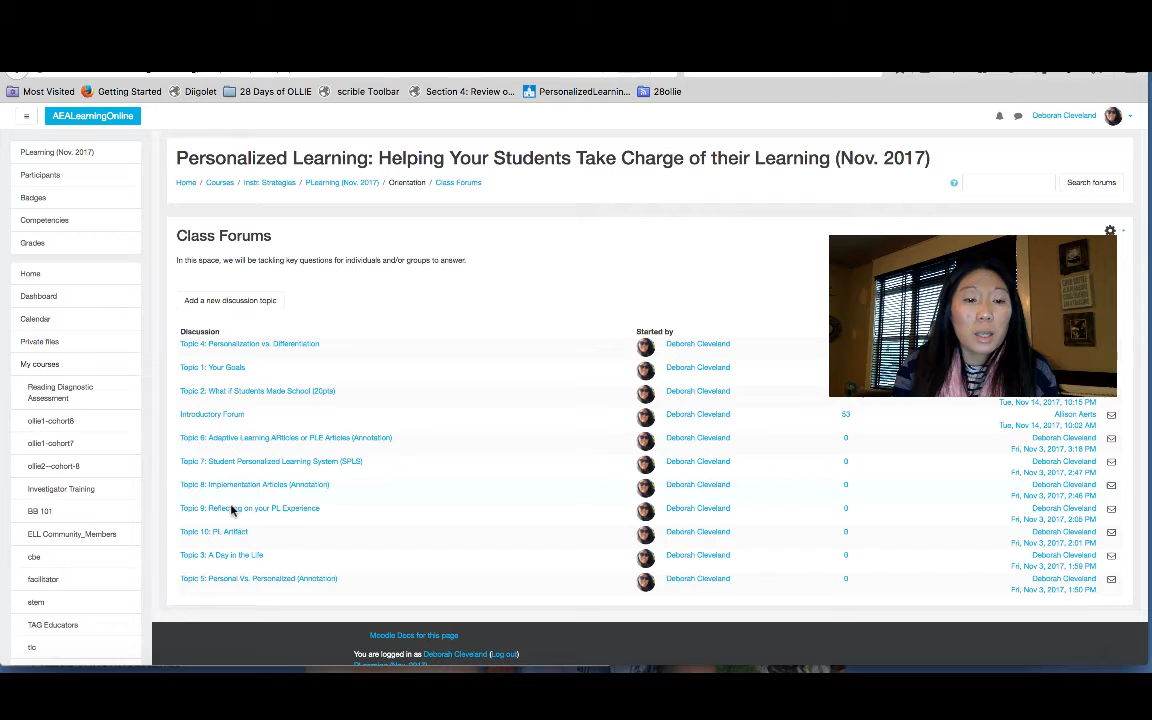 Most Visited Getting Started Diigolet 28 Days of OLLIE scrible Toolbar Section 4: Review o... PersonalizedLearnin... 28ollie
AEALearningOnline Deborah Cleveland
PLearning (Nov. 2017)
Participants
Badges
Competencies
Grades
Home
Dashboard
Calendar
Private files
My courses
Reading Diagnostic
Assessment
ollie1-cohort6
ollie1-cohort7
ollie2--cohort-8
Investigator Training
BB 101
ELL Community_Members
cbe
facilitator
stem
TAG Educators
tlc
Personalized Learning: Helping Your Students Take Charge of their Learning (Nov. 2017)
Home / Courses / Instr. Strategies / PLearning (Nov. 2017) / Orientation / Class Forums
Search forums
Class Forums
In this space, we will be tackling key questions for individuals and/or groups to answer.
Add a new discussion topic
Discussion Started by
Topic 4: Personalization vs. Differentiation Deborah Cleveland
Topic 1: Your Goals Deborah Cleveland
Topic 2: What if Students Made School (20pts) Deborah Cleveland
Tue, Nov 14, 2017, 10:15 PM
Introductory Forum Deborah Cleveland 53 Allison Aerts
Tue, Nov 14, 2017, 10:02 AM
Topic 6: Adaptive Learning ARticles or PLE Articles (Annotation) Deborah Cleveland 0 Deborah Cleveland
Fri, Nov 3, 2017, 3:18 PM
Topic 7: Student Personalized Learning System (SPLS) Deborah Cleveland 0 Deborah Cleveland
Fri, Nov 3, 2017, 2:47 PM
Topic 8: Implementation Articles (Annotation) Deborah Cleveland 0 Deborah Cleveland
Fri, Nov 3, 2017, 2:46 PM
Topic 9: Reflecting on your PL Experience Deborah Cleveland 0 Deborah Cleveland
Fri, Nov 3, 2017, 2:05 PM
Topic 10: PL Artifact Deborah Cleveland 0 Deborah Cleveland
Fri, Nov 3, 2017, 2:01 PM
Topic 3: A Day in the Life Deborah Cleveland 0 Deborah Cleveland
Fri, Nov 3, 2017, 1:59 PM
Topic 5: Personal Vs. Personalized (Annotation) Deborah Cleveland 0 Deborah Cleveland
Fri, Nov 3, 2017, 1:50 PM
Moodle Docs for this page
You are logged in as Deborah Cleveland (Log out)
PLearning (Nov. 2017)